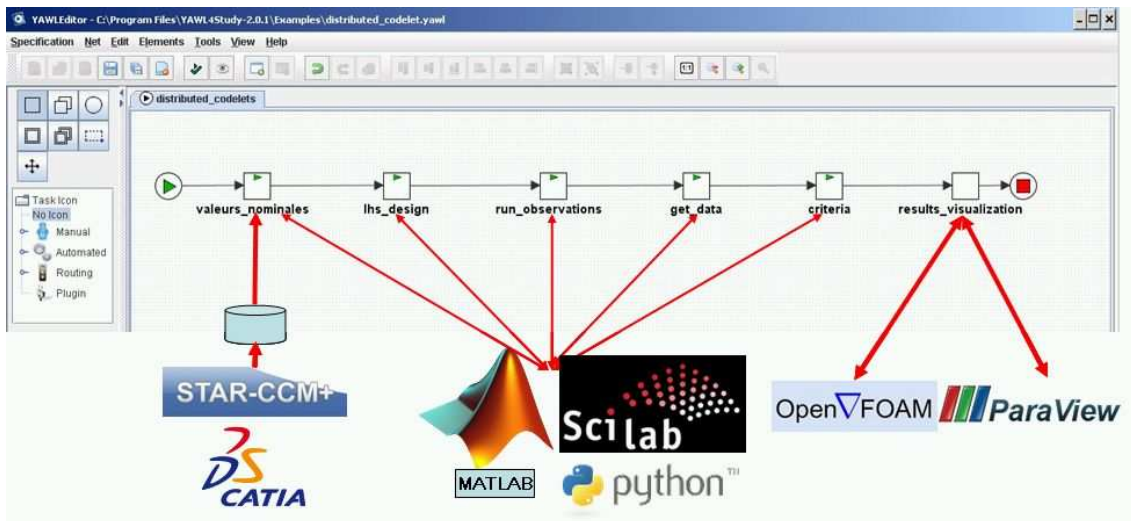 YAWLEditor - C:\Program Files\YAWL4Study-2.0.1\Examples\distributed_codelet.yawl
Specification Net Edit Elements Tools View Help
distributed_codelets
Task Icon
No Icon
Manual
Automated
Routing
Plugin
valeurs_nominales lhs_design run_observations get_data criteria results_visualization
STAR-CCM+
CATIA
MATLAB
Scilab
python™
OpenFOAM
ParaView